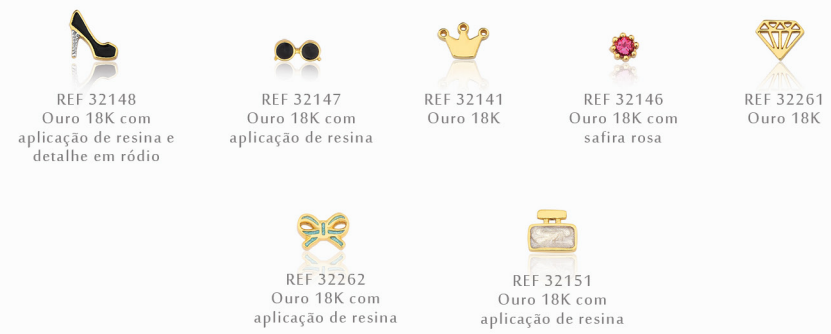 REF 32148
Ouro 18K com
aplicação de resina e
detalhe em ródio
REF 32147
Ouro 18K com
aplicação de resina
REF 32141
Ouro 18K
REF 32146
Ouro 18K com
safira rosa
REF 32261
Ouro 18K
REF 32262
Ouro 18K com
aplicação de resina
REF 32151
Ouro 18K com
aplicação de resina